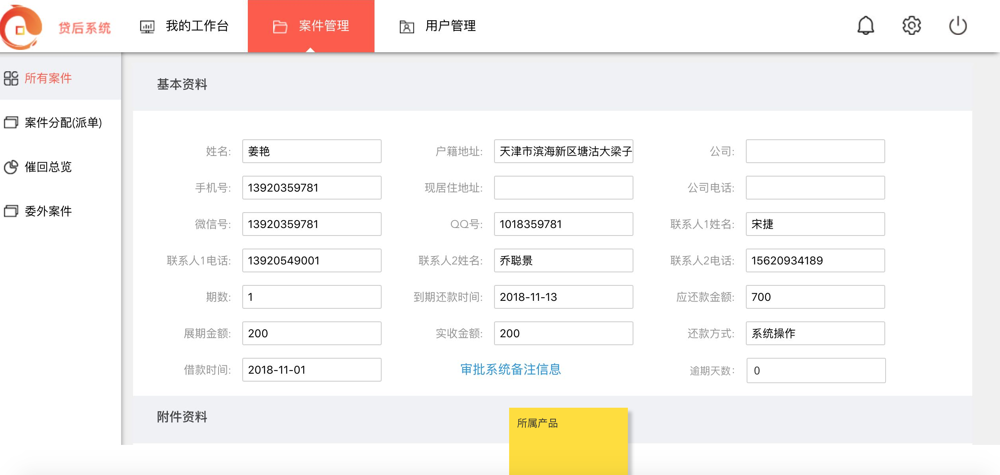 贷后系统
我的工作台
案件管理
用户管理
所有案件
案件分配(派单)
催回总览
委外案件
基本资料
姓名: 姜艳 户籍地址: 天津市滨海新区塘沽大梁子 公司:
手机号: 13920359781 现居住地址: 公司电话:
微信号: 13920359781 QQ号: 1018359781 联系人1姓名: 宋捷
联系人1电话: 13920549001 联系人2姓名: 乔聪景 联系人2电话: 15620934189
期数: 1 到期还款时间: 2018-11-13 应还款金额: 700
展期金额: 200 实收金额: 200 还款方式: 系统操作
借款时间: 2018-11-01 审批系统备注信息 逾期天数: 0
附件资料
所属产品